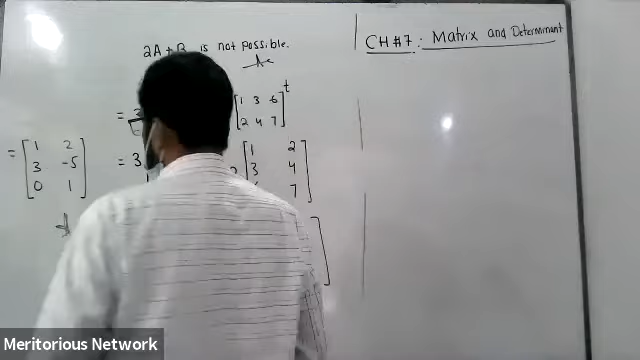 CH # 7 : Matrix and Determinant
2A + B is not possible.
= 3 [1 3 6]t
[2 4 7]
= [1 2] = 3 [1 2]
[3 -5] [3 4]
[0 1] 7]
Meritorious Network